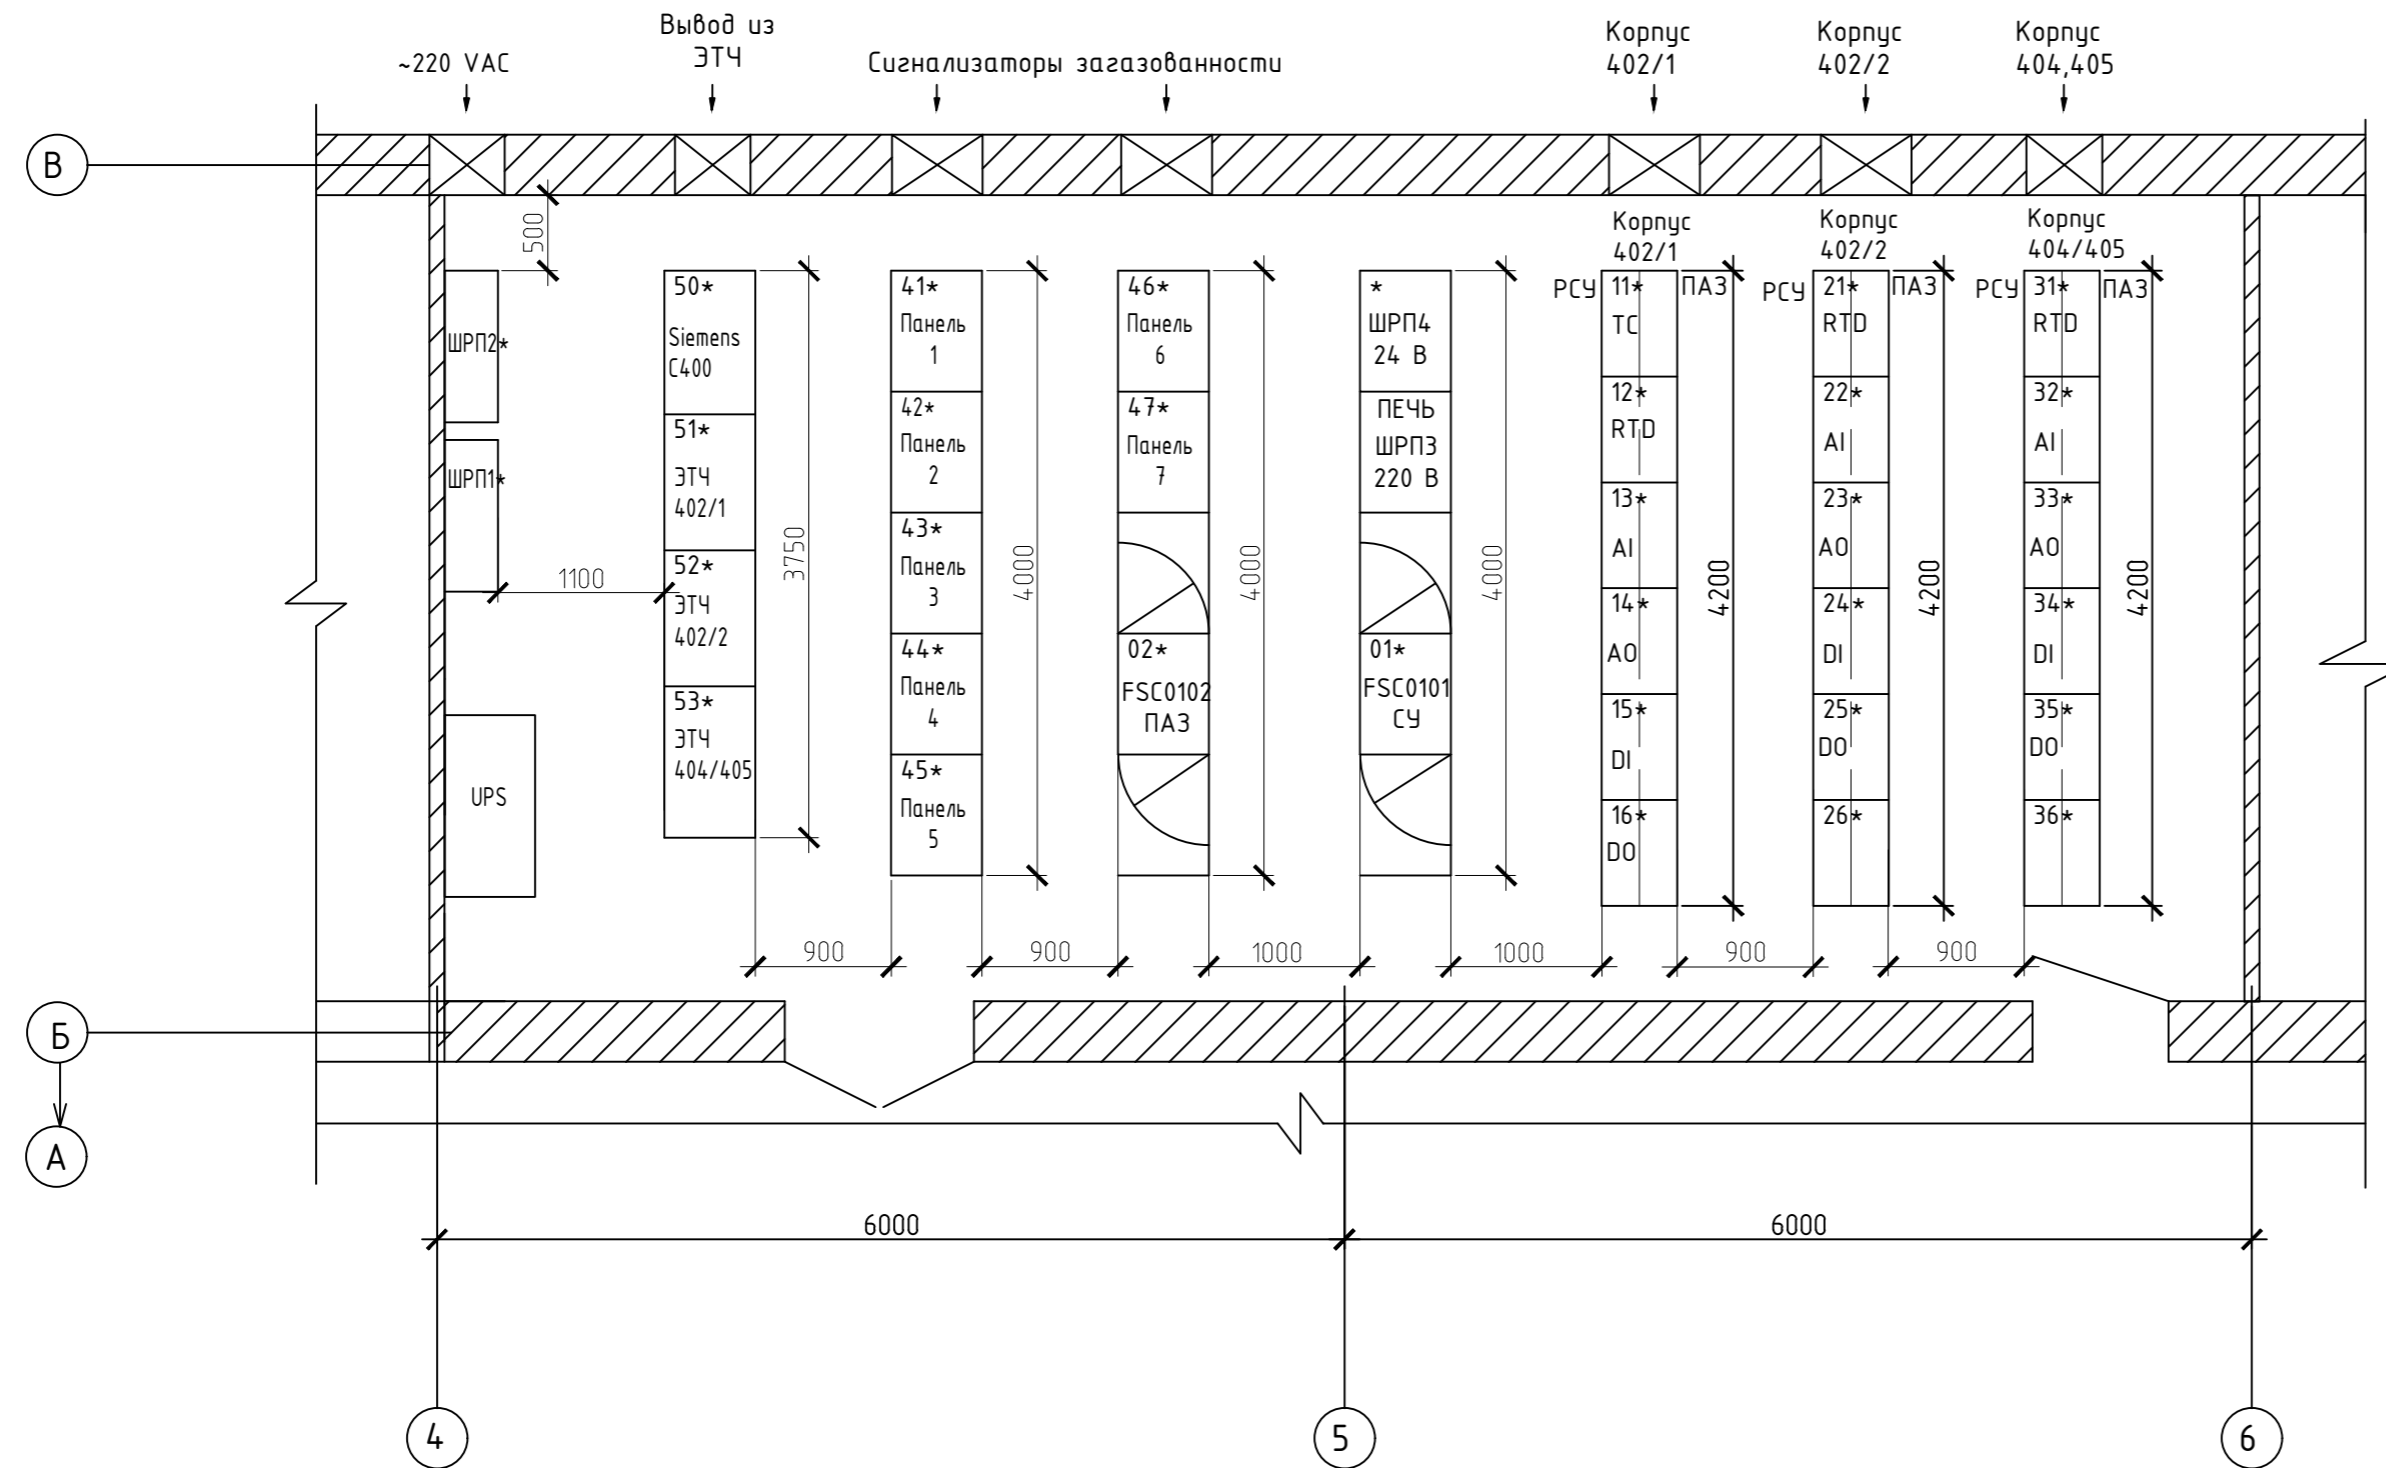 ~220 VAC
Вывод из
ЭТЧ
Сигнализаторы загазованности
Корпус
402/1
Корпус
402/2
Корпус
404,405
В
500
Корпус
402/1
Корпус
402/2
Корпус
404/405
ШРП2*
ШРП1*
UPS
1100
50*
Siemens
C400
51*
ЭТЧ
402/1
52*
ЭТЧ
402/2
53*
ЭТЧ
404/405
3750
41*
Панель
1
42*
Панель
2
43*
Панель
3
44*
Панель
4
45*
Панель
5
4000
46*
Панель
6
47*
Панель
7
02*
FSC0102
ПАЗ
4000
*
ШРП4
24 В
ПЕЧЬ
ШРП3
220 В
01*
FSC0101
СУ
4000
РСУ
11*
ПАЗ
TC
12*
RTD
13*
AI
14*
AO
15*
DI
16*
DO
4200
РСУ
21*
ПАЗ
RTD
22*
AI
23*
AO
24*
DI
25*
DO
26*
4200
РСУ
31*
ПАЗ
RTD
32*
AI
33*
AO
34*
DI
35*
DO
36*
4200
900
900
1000
1000
900
900
Б
А
6000
6000
4
5
6